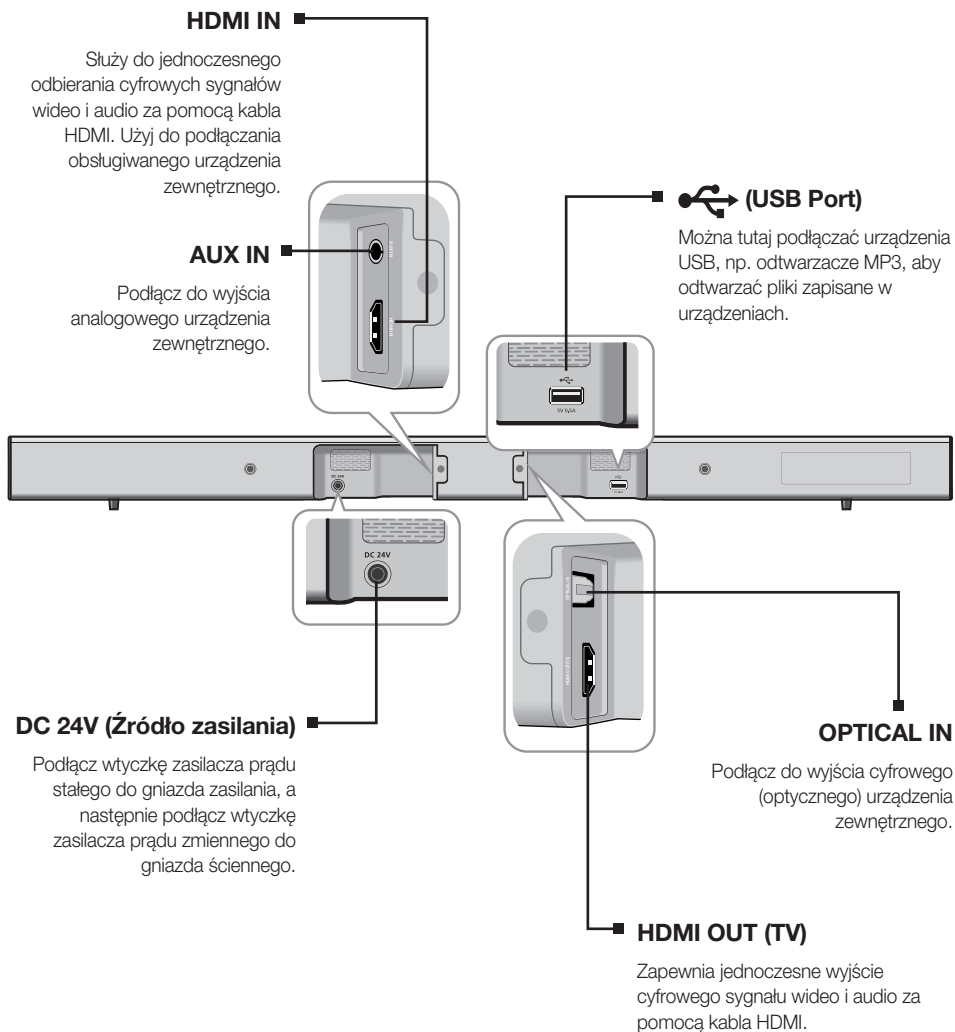 HDMI IN
Służy do jednoczesnego
odbierania cyfrowych sygnałów
wideo i audio za pomocą kabla
HDMI. Użyj do podłączania
obsługiwanego urządzenia
zewnętrznego.
AUX IN
Podłącz do wyjścia
analogowego urządzenia
zewnętrznego.
(USB Port)
Można tutaj podłączać urządzenia
USB, np. odtwarzacze MP3, aby
odtwarzać pliki zapisane w
urządzeniach.
5V 0,5A
DC 24V
DC 24V
DC 24V (Źródło zasilania)
Podłącz wtyczkę zasilacza prądu
stałego do gniazda zasilania, a
następnie podłącz wtyczkę
zasilacza prądu zmiennego do
gniazda ściennego.
OPTICAL IN
Podłącz do wyjścia cyfrowego
(optycznego) urządzenia
zewnętrznego.
HDMI OUT (TV)
Zapewnia jednoczesne wyjście
cyfrowego sygnału wideo i audio za
pomocą kabla HDMI.